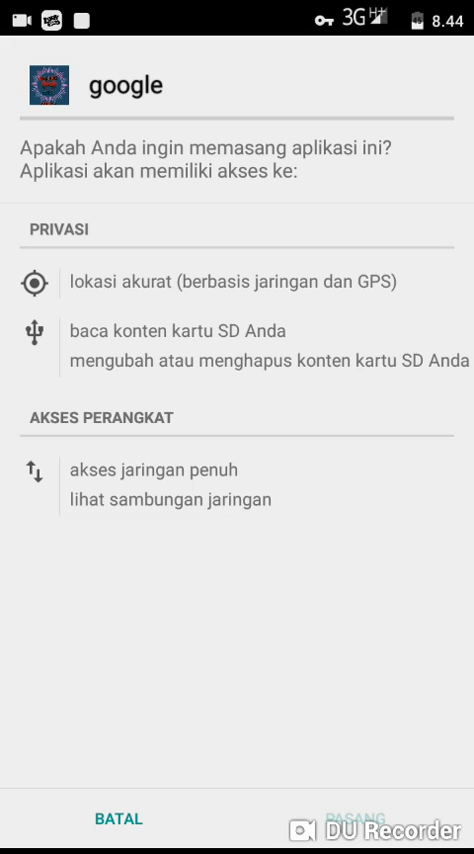 3G H+ 45 8.44
google
Apakah Anda ingin memasang aplikasi ini?
Aplikasi akan memiliki akses ke:
PRIVASI
lokasi akurat (berbasis jaringan dan GPS)
baca konten kartu SD Anda
mengubah atau menghapus konten kartu SD Anda
AKSES PERANGKAT
akses jaringan penuh
lihat sambungan jaringan
BATAL
PASANG
DU Recorder